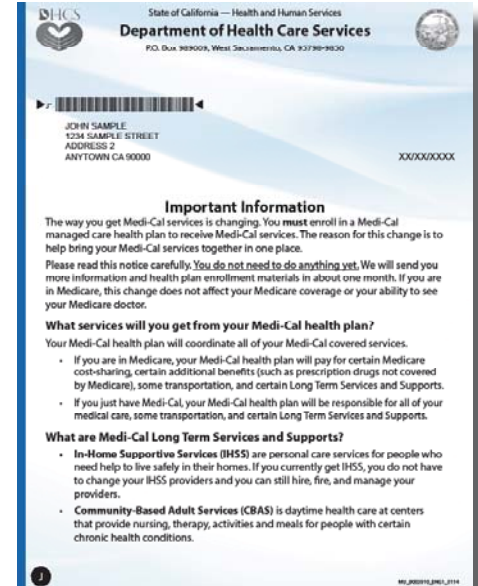 DHCS
State of California — Health and Human Services
Department of Health Care Services
P.O. Box 989009, West Sacramento, CA 95798-9850
JOHN SAMPLE
1234 SAMPLE STREET
ADDRESS 2
ANYTOWN CA 90000
XX/XX/XXXX
Important Information
The way you get Medi-Cal services is changing. You must enroll in a Medi-Cal
managed care health plan to receive Medi-Cal services. The reason for this change is to
help bring your Medi-Cal services together in one place.
Please read this notice carefully. You do not need to do anything yet. We will send you
more information and health plan enrollment materials in about one month. If you are
in Medicare, this change does not affect your Medicare coverage or your ability to see
your Medicare doctor.
What services will you get from your Medi-Cal health plan?
Your Medi-Cal health plan will coordinate all of your Medi-Cal covered services.
• If you are in Medicare, your Medi-Cal health plan will pay for certain Medicare
cost-sharing, certain additional benefits (such as prescription drugs not covered
by Medicare), some transportation, and certain Long Term Services and Supports.
• If you just have Medi-Cal, your Medi-Cal health plan will be responsible for all of your
medical care, some transportation, and certain Long Term Services and Supports.
What are Medi-Cal Long Term Services and Supports?
• In-Home Supportive Services (IHSS) are personal care services for people who
need help to live safely in their homes. If you currently get IHSS, you do not have
to change your IHSS providers and you can still hire, fire, and manage your
providers.
• Community-Based Adult Services (CBAS) is daytime health care at centers
that provide nursing, therapy, activities and meals for people with certain
chronic health conditions.
J